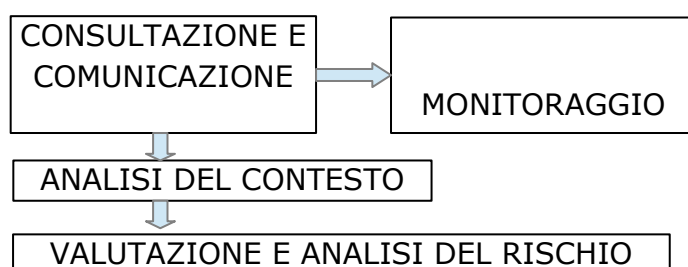 CONSULTAZIONE E
COMUNICAZIONE
MONITORAGGIO
ANALISI DEL CONTESTO
VALUTAZIONE E ANALISI DEL RISCHIO